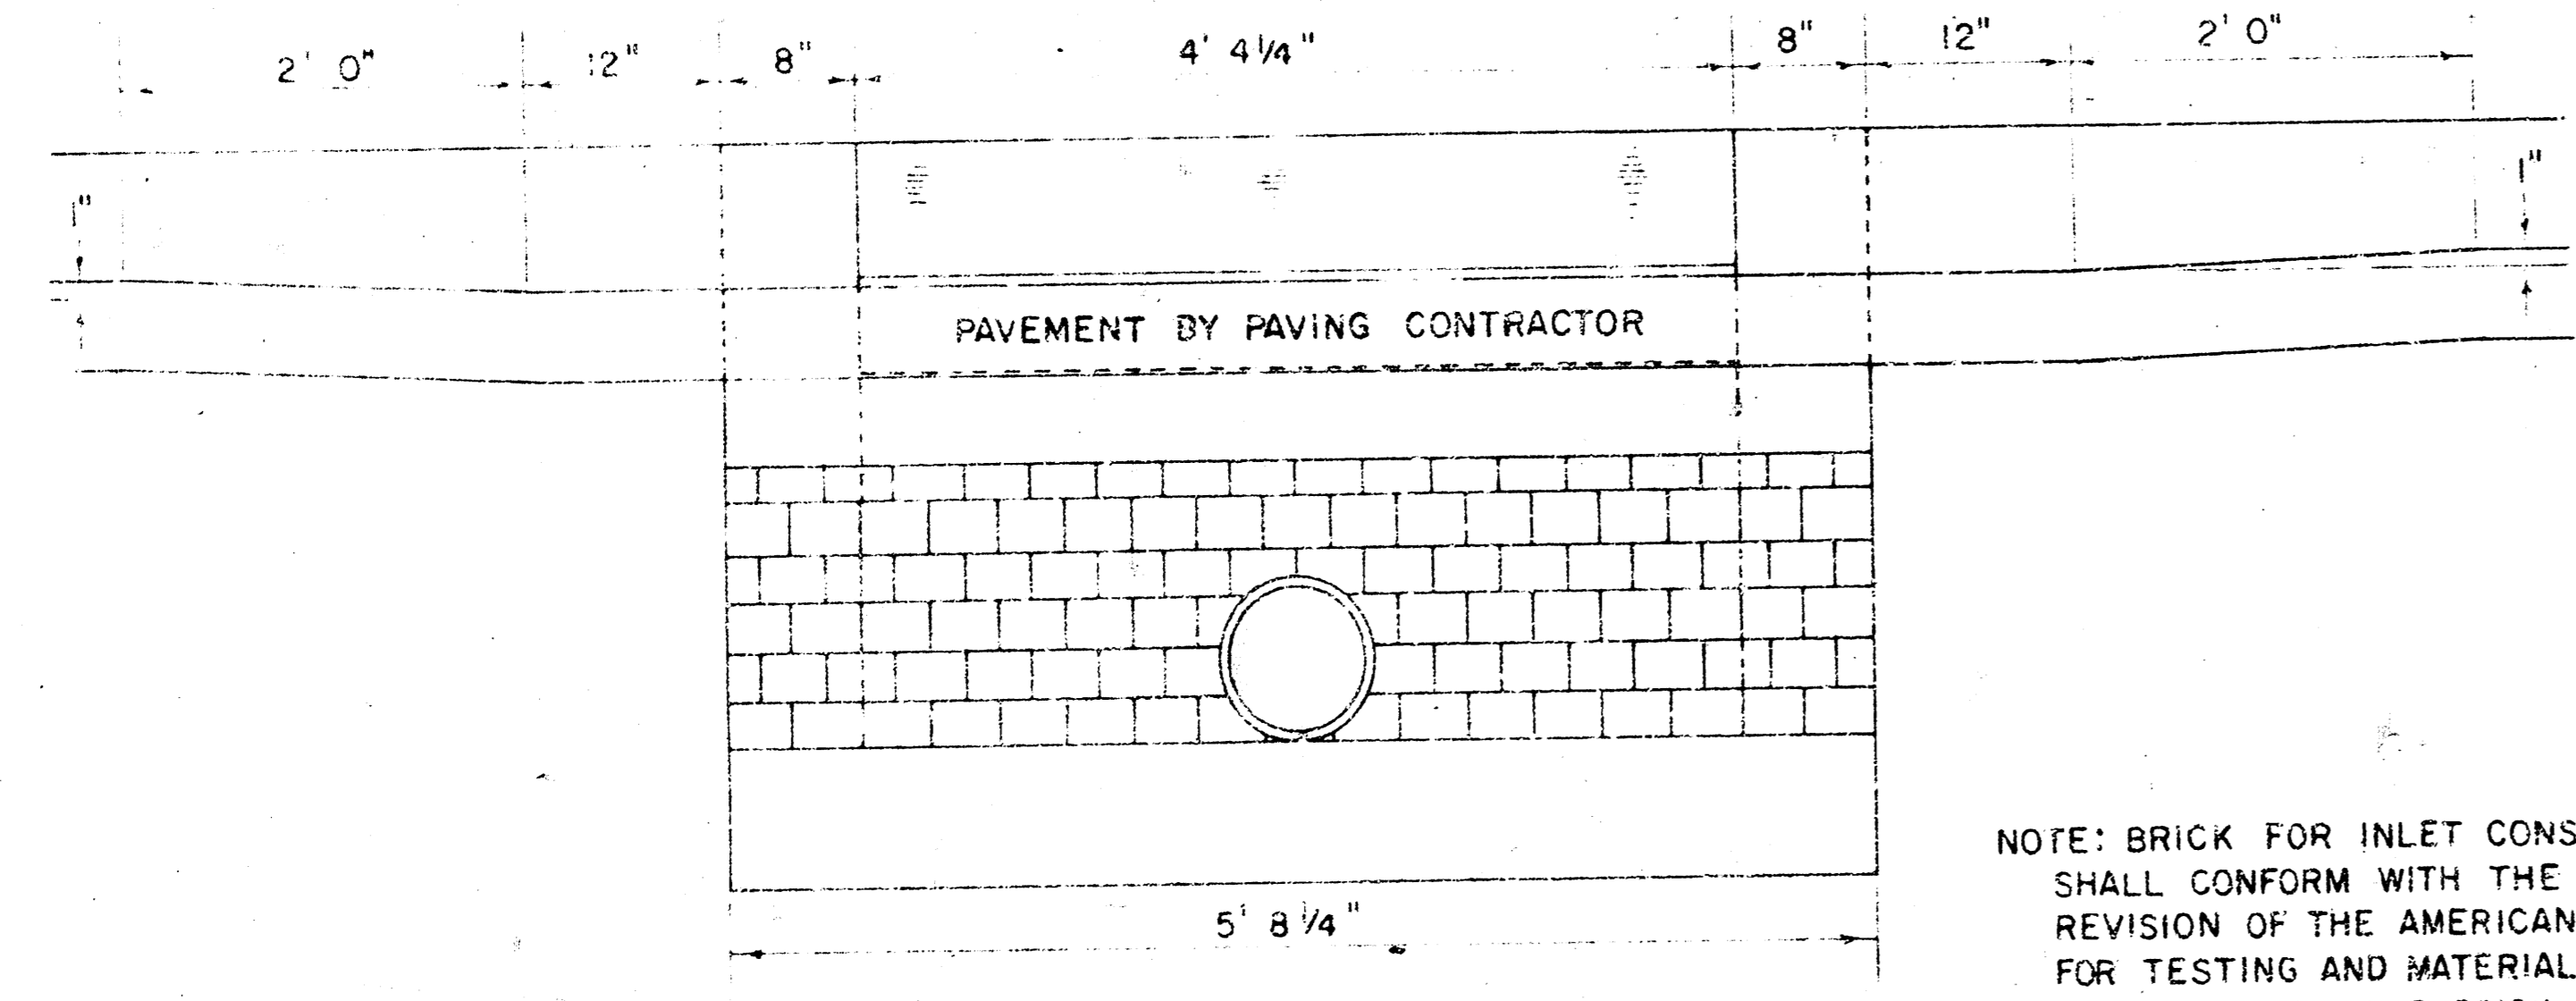 2' 0" 12" 8" 4' 4 1/4" 8" 12" 2' 0"
1" 1"
PAVEMENT BY PAVING CONTRACTOR
5' 8 1/4"
NOTE: BRICK FOR INLET CONS
SHALL CONFORM WITH THE
REVISION OF THE AMERICAN
FOR TESTING AND MATERIAL